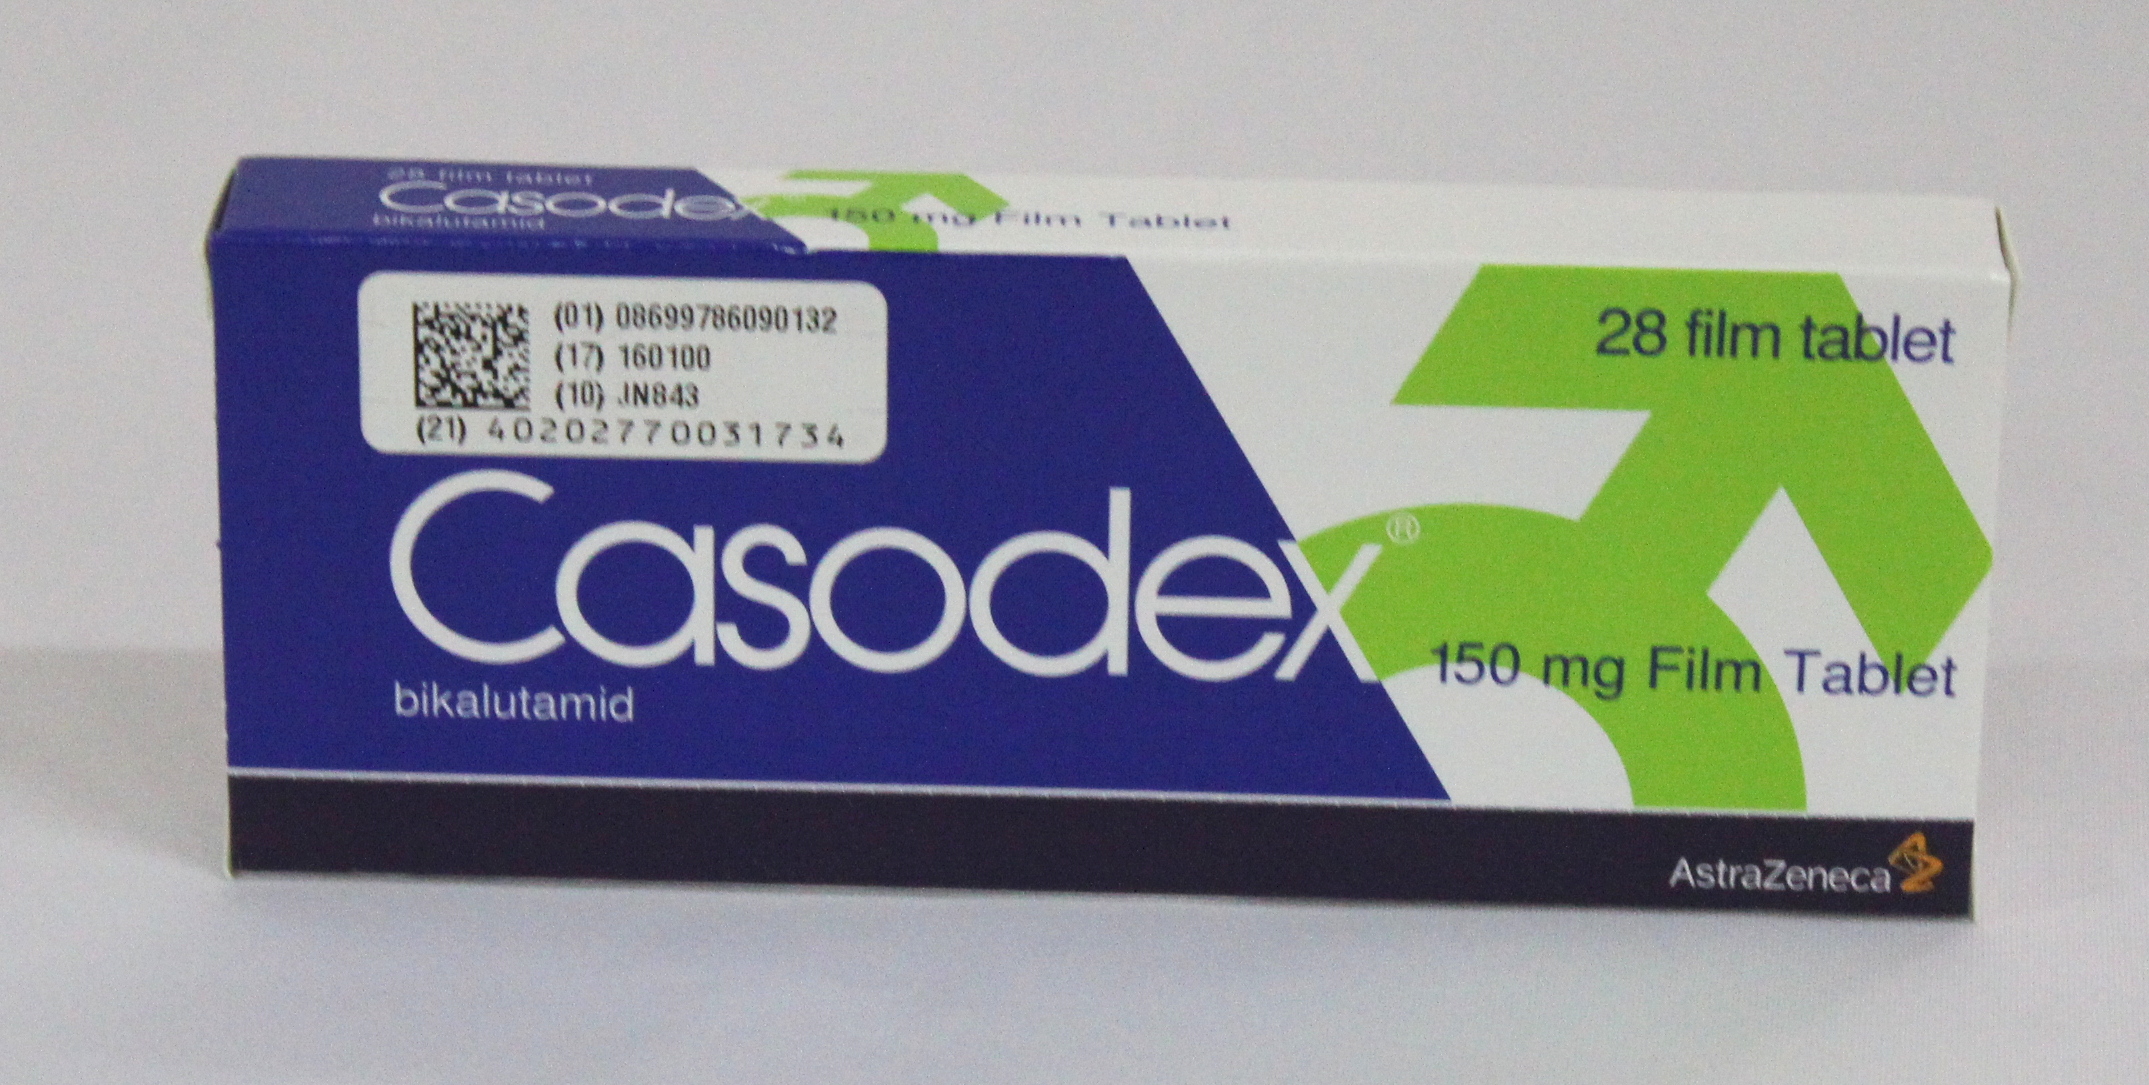 28 film tablet
Casodex
bikalutamid
150 mg Film Tablet
(01) 08699786090132
(17) 160100
(10) JN843
(21) 40202770031734
28 film tablet
Casodex®
bikalutamid
150 mg Film Tablet
AstraZeneca